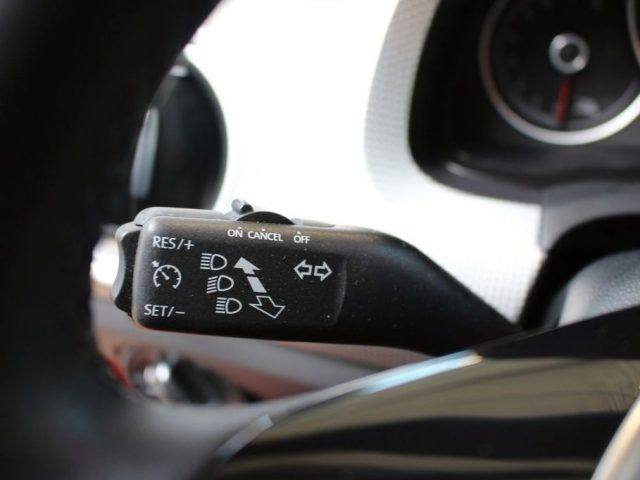 ON CANCEL OFF
RES/+
SET/–